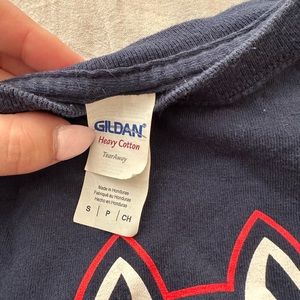 GILDAN
Heavy Cotton
TearAway
Made in Honduras
Fabriqué au Honduras
Hecho en Honduras
S P CH